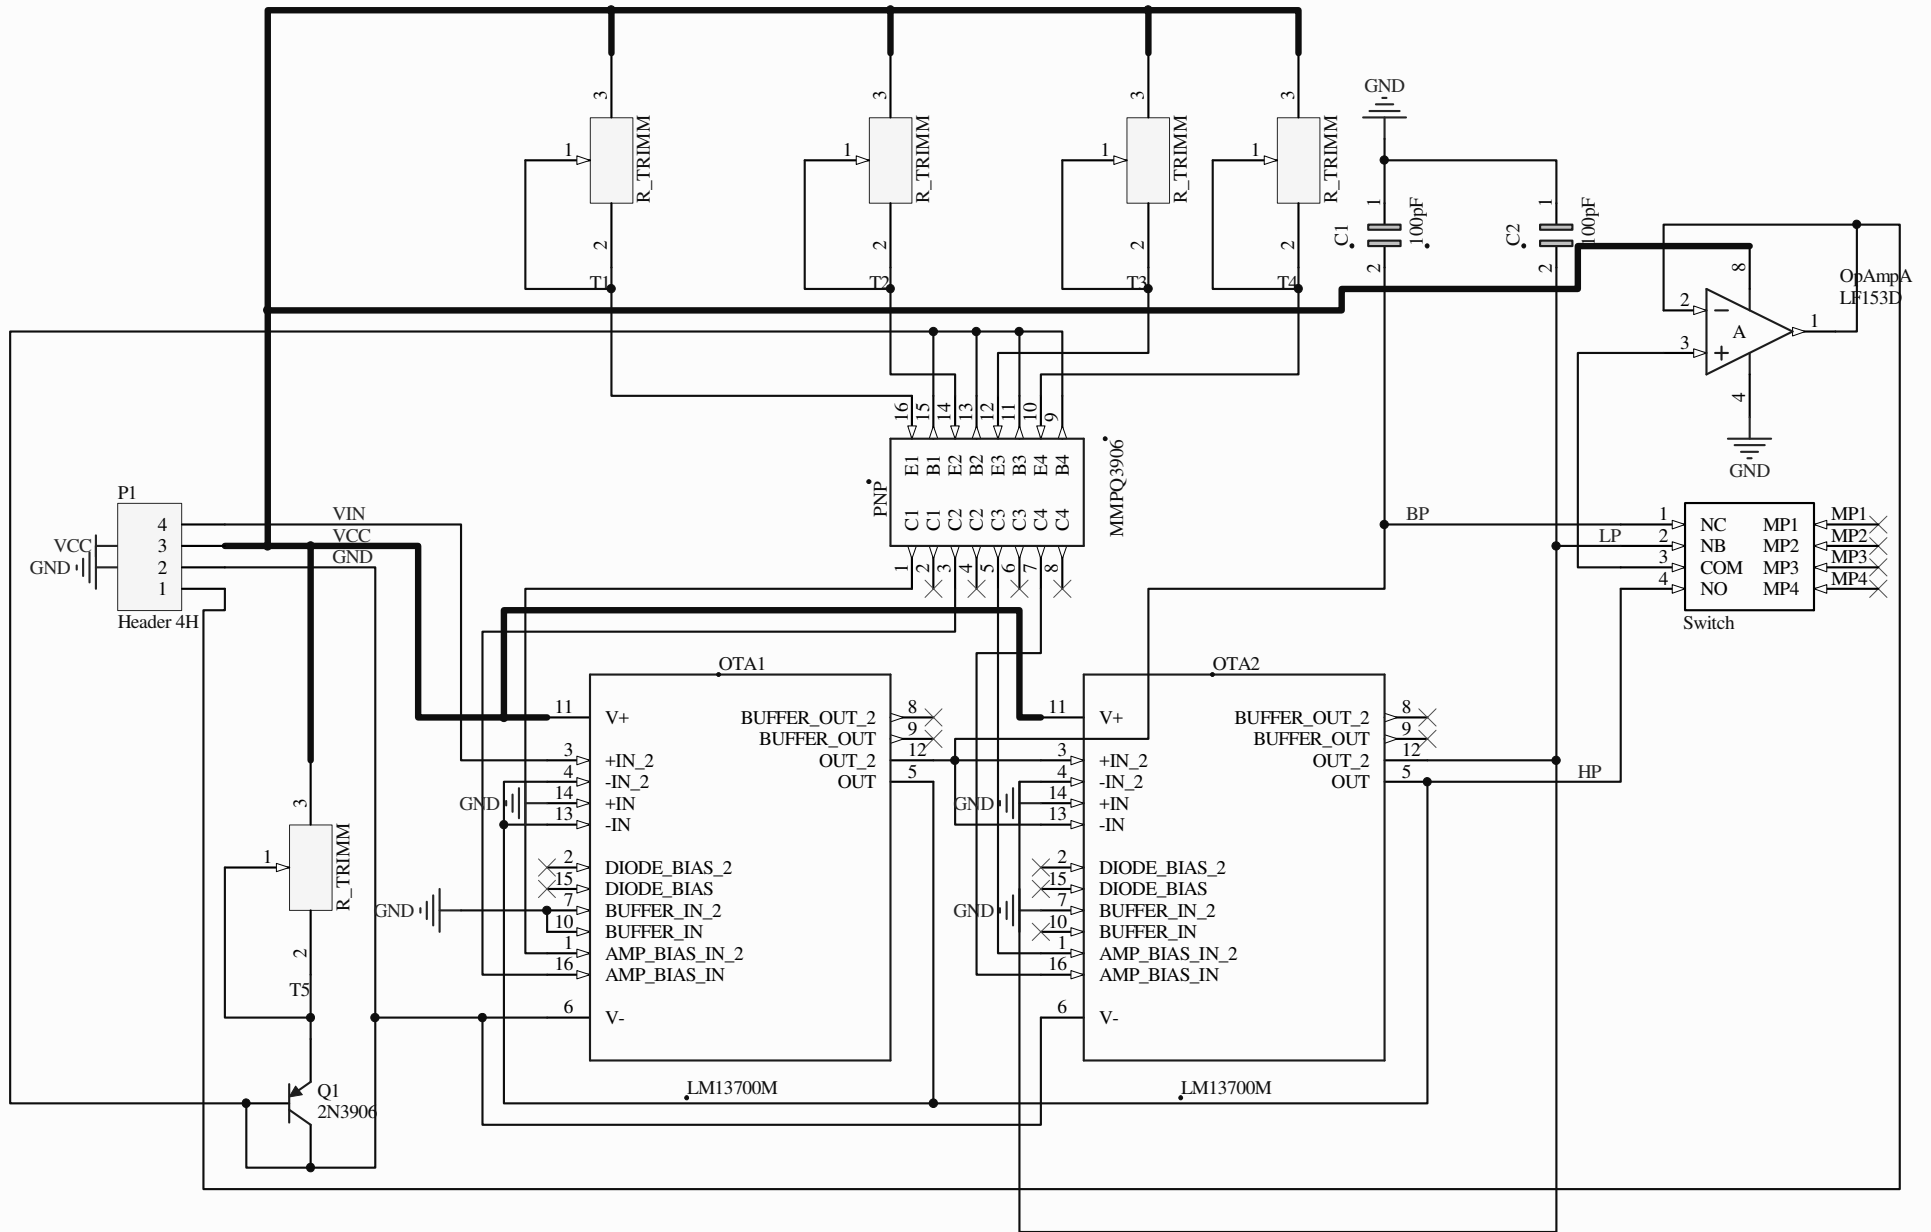 3
1
R_TRIMM
2
T1
3
1
R_TRIMM
2
T2
3
1
R_TRIMM
2
T3
3
1
R_TRIMM
2
T4
GND
1
C1
100pF
2
1
C2
100pF
2
8
OpAmpA
LF153D
2
3
A
1
4
GND
16
15
14
13
12
11
10
9
E1
B1
E2
B2
E3
B3
E4
B4
PNP
MMPQ3906
C1
C1
C2
C2
C3
C3
C4
C4
1
2
3
4
5
6
7
8
P1
4
3
2
1
VCC
GND
Header 4H
VIN
VCC
GND
BP
LP
HP
1 NC MP1 MP1
2 NB MP2 MP2
3 COM MP3 MP3
4 NO MP4 MP4
Switch
OTA1
11 V+
3 +IN_2
4 -IN_2
GND 14 +IN
13 -IN
2 DIODE_BIAS_2
15 DIODE_BIAS
GND 7 BUFFER_IN_2
10 BUFFER_IN
1 AMP_BIAS_IN_2
16 AMP_BIAS_IN
6 V-
BUFFER_OUT_2 8
BUFFER_OUT 9
OUT_2 12
OUT 5
LM13700M
OTA2
11 V+
3 +IN_2
4 -IN_2
GND 14 +IN
13 -IN
2 DIODE_BIAS_2
15 DIODE_BIAS
GND 7 BUFFER_IN_2
10 BUFFER_IN
1 AMP_BIAS_IN_2
16 AMP_BIAS_IN
6 V-
BUFFER_OUT_2 8
BUFFER_OUT 9
OUT_2 12
OUT 5
LM13700M
3
1
R_TRIMM
2
T5
Q1
2N3906